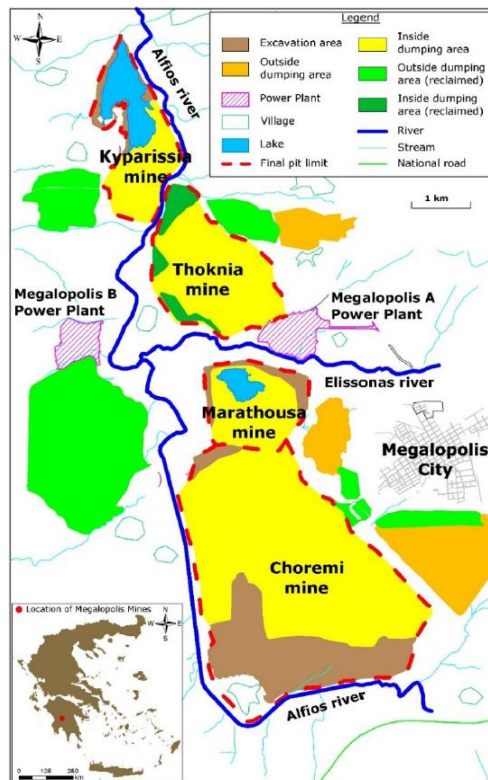 Legend
Excavation area
Outside
dumping area
Power Plant
Village
Lake
Final pit limit
Inside
dumping area
Outside dumping
area (reclaimed)
Inside dumping
area (reclaimed)
River
Stream
National road
N
W
E
S
1 km
Alfios river
Kyparissia
mine
Thoknia
mine
Megalopolis B
Power Plant
Megalopolis A
Power Plant
Elissonas river
Marathousa
mine
Megalopolis
City
Choremi
mine
Alfios river
Location of Megalopolis Mines
N
W
E
S
0 125 250
km